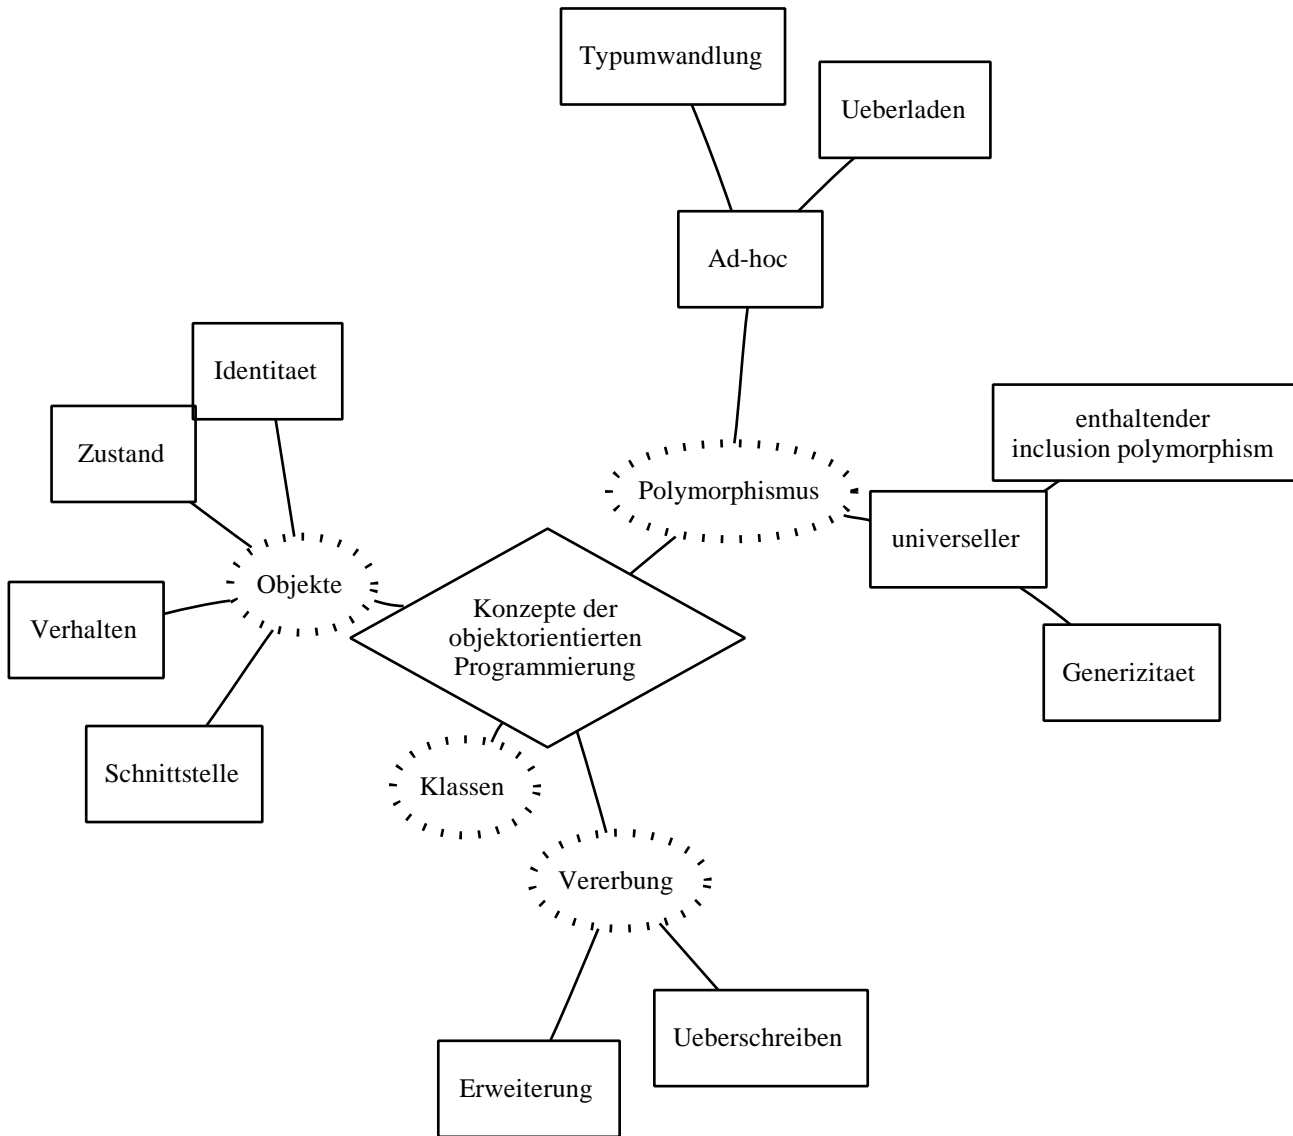 Typumwandlung
Ueberladen
Ad-hoc
Identitaet
enthaltender
inclusion polymorphism
Zustand
Polymorphismus
universeller
Objekte
Konzepte der
objektorientierten
Programmierung
Verhalten
Generizitaet
Schnittstelle
Klassen
Vererbung
Ueberschreiben
Erweiterung